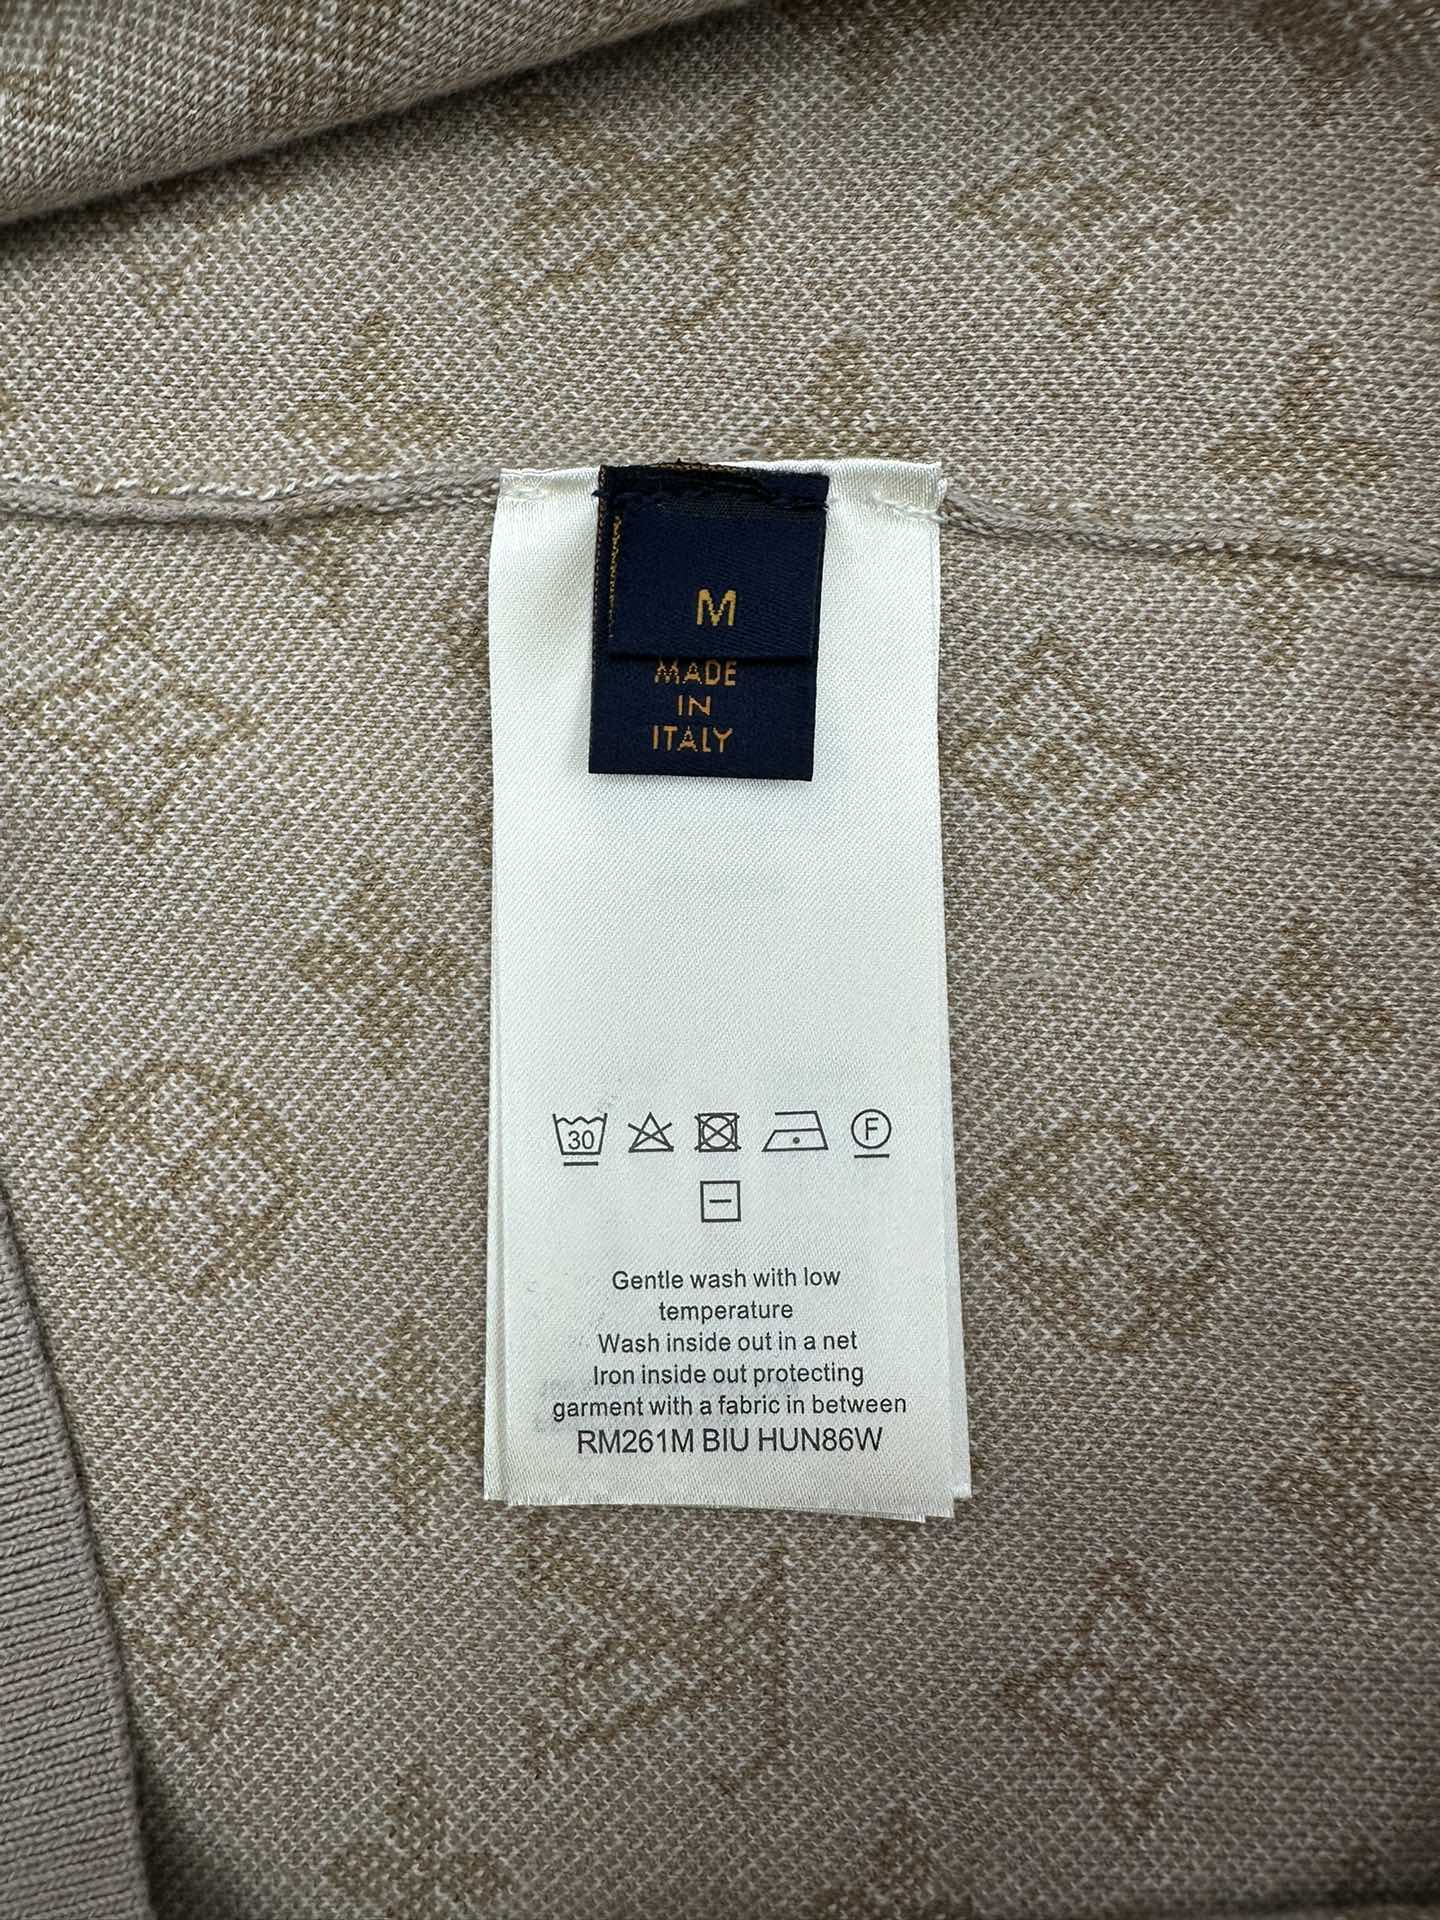 M
MADE
IN
ITALY
30
F
Gentle wash with low
temperature
Wash inside out in a net
Iron inside out protecting
garment with a fabric in between
RM261M BIU HUN86W